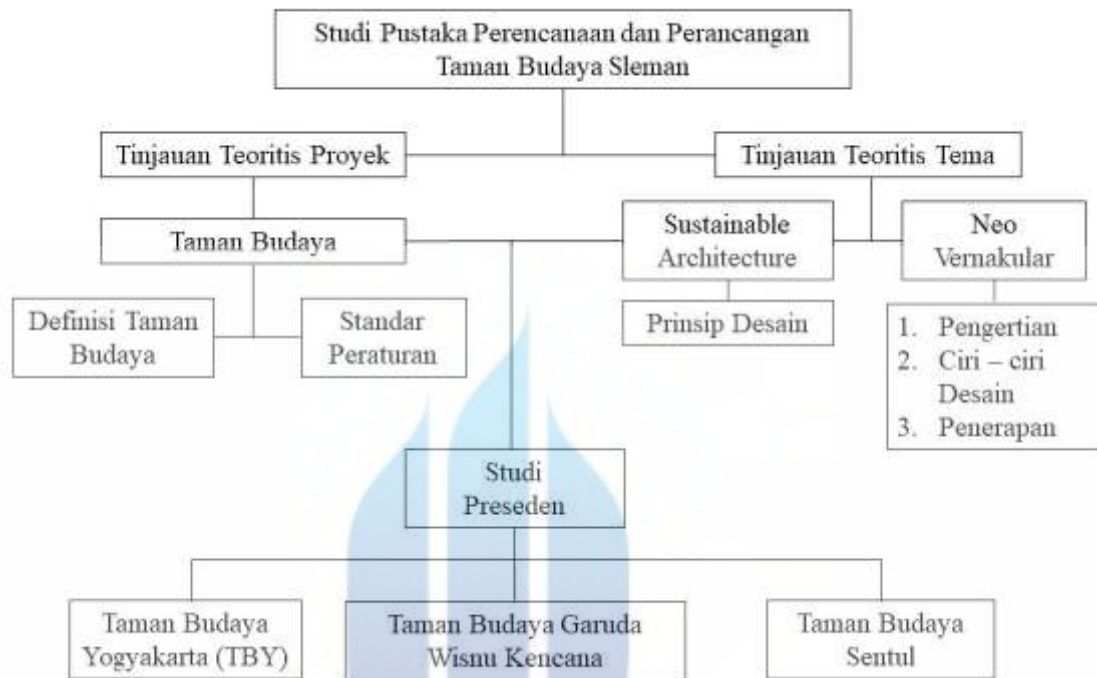 Studi Pustaka Perencanaan dan Perancangan
Taman Budaya Sleman
Tinjauan Teoritis Proyek
Tinjauan Teoritis Tema
Taman Budaya
Sustainable
Architecture
Neo
Vernakular
Definisi Taman
Budaya
Standar
Peraturan
Prinsip Desain
1. Pengertian
2. Ciri – ciri
Desain
3. Penerapan
Studi
Preseden
Taman Budaya
Yogyakarta (TBY)
Taman Budaya Garuda
Wisnu Kencana
Taman Budaya
Sentul